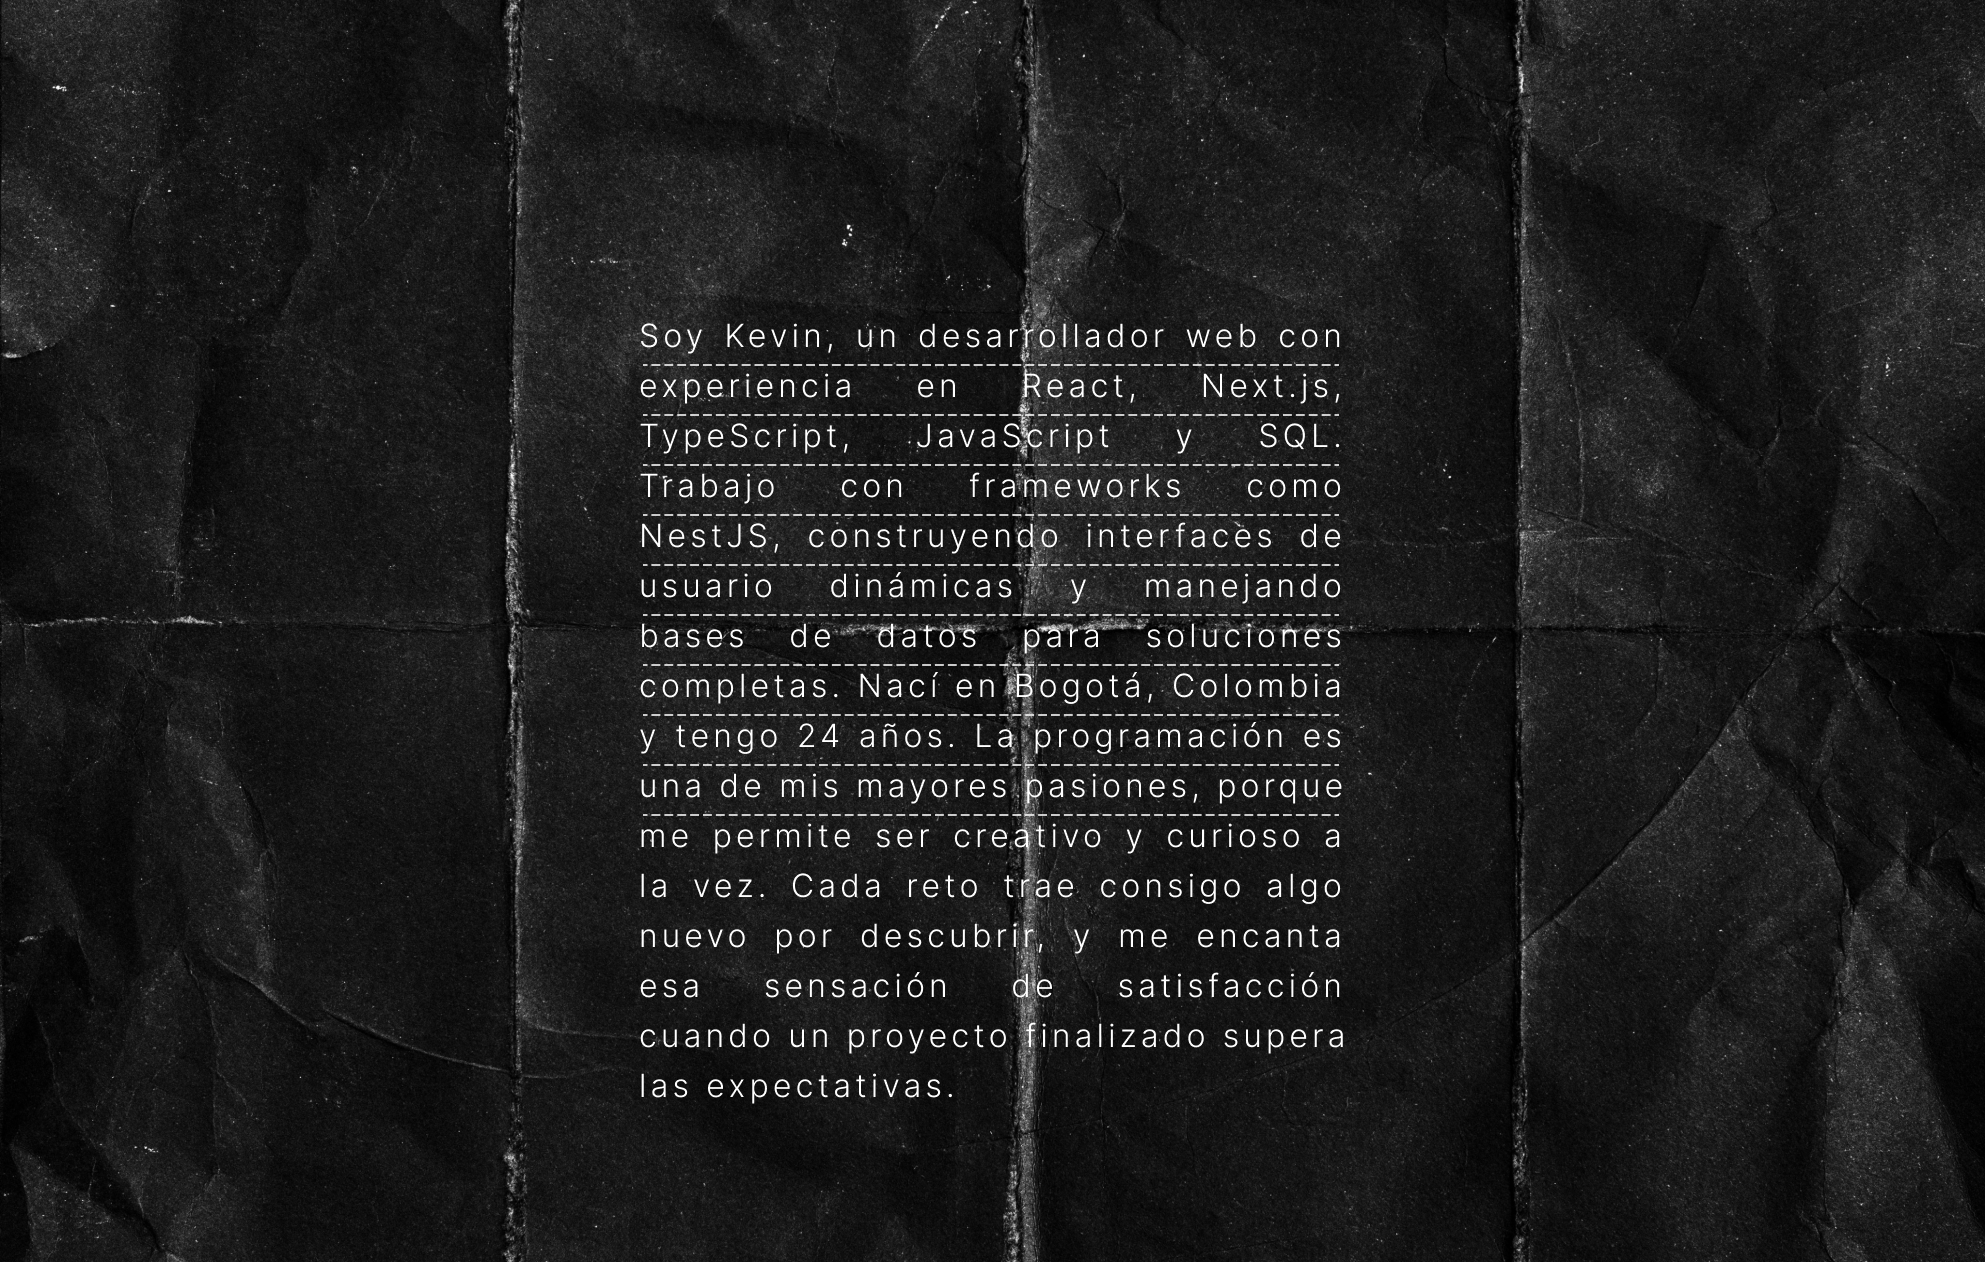 Soy Kevin, un desarrollador web con
experiencia en React, Next.js,
TypeScript, JavaScript y SQL.
Trabajo con frameworks como
NestJS, construyendo interfaces de
usuario dinámicas y manejando
bases de datos para soluciones
completas. Nací en Bogotá, Colombia
y tengo 24 años. La programación es
una de mis mayores pasiones, porque
me permite ser creativo y curioso a
la vez. Cada reto trae consigo algo
nuevo por descubrir, y me encanta
esa sensación de satisfacción
cuando un proyecto finalizado supera
las expectativas.